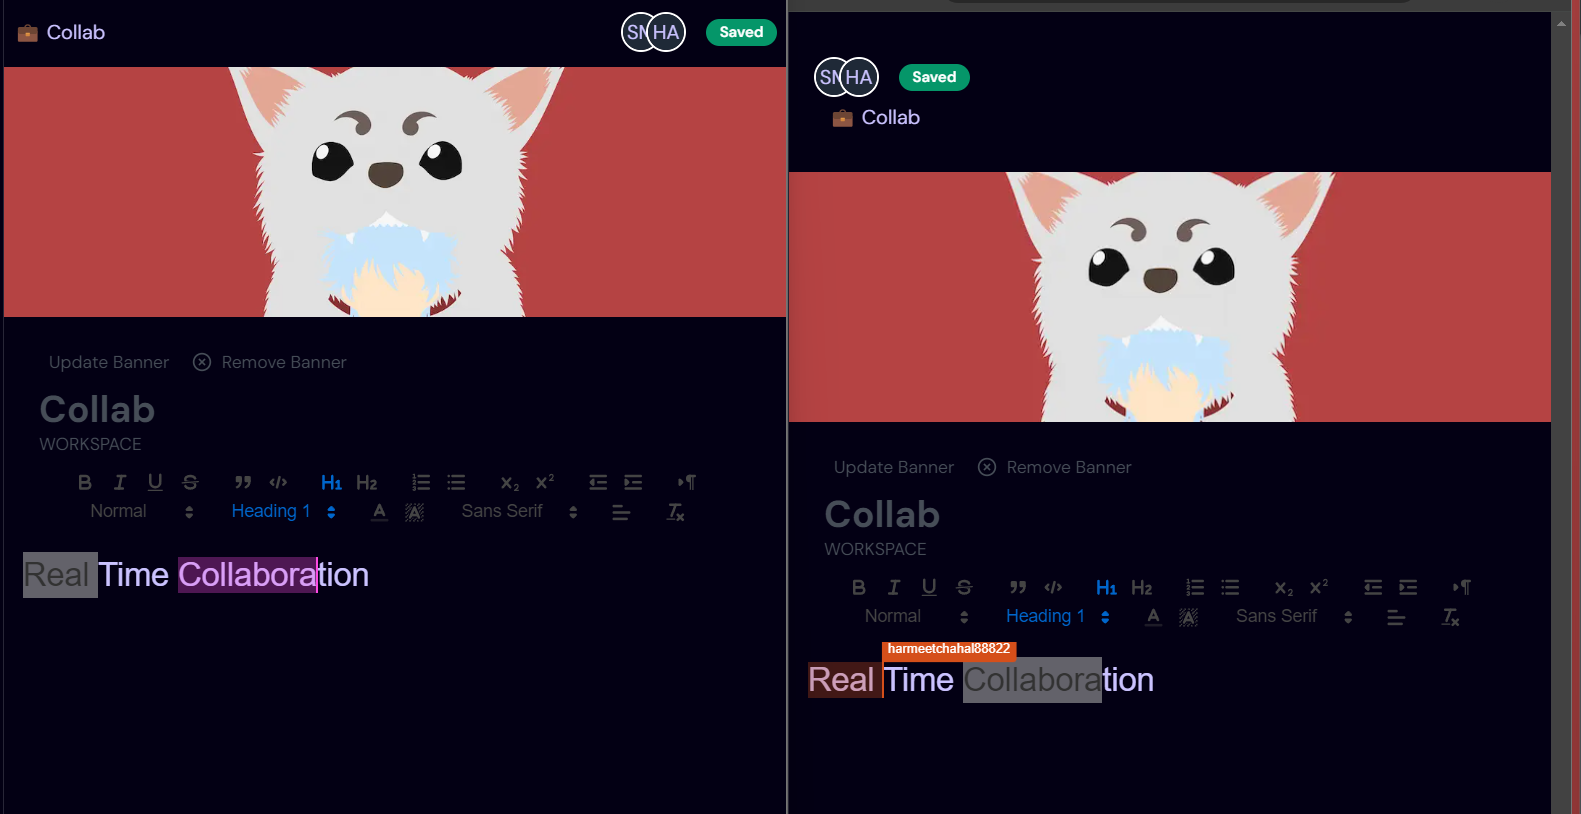 Collab
SN HA Saved
Update Banner Remove Banner
Collab
WORKSPACE
B I U S H1 H2 X2 X2
Normal Heading 1 A A Sans Serif Tx
Real Time Collaboration
SN HA Saved
Collab
Update Banner Remove Banner
Collab
WORKSPACE
B I U S H1 H2 X2 X2
Normal Heading 1 A A Sans Serif Tx
harmeetchahal88822
Real Time Collaboration